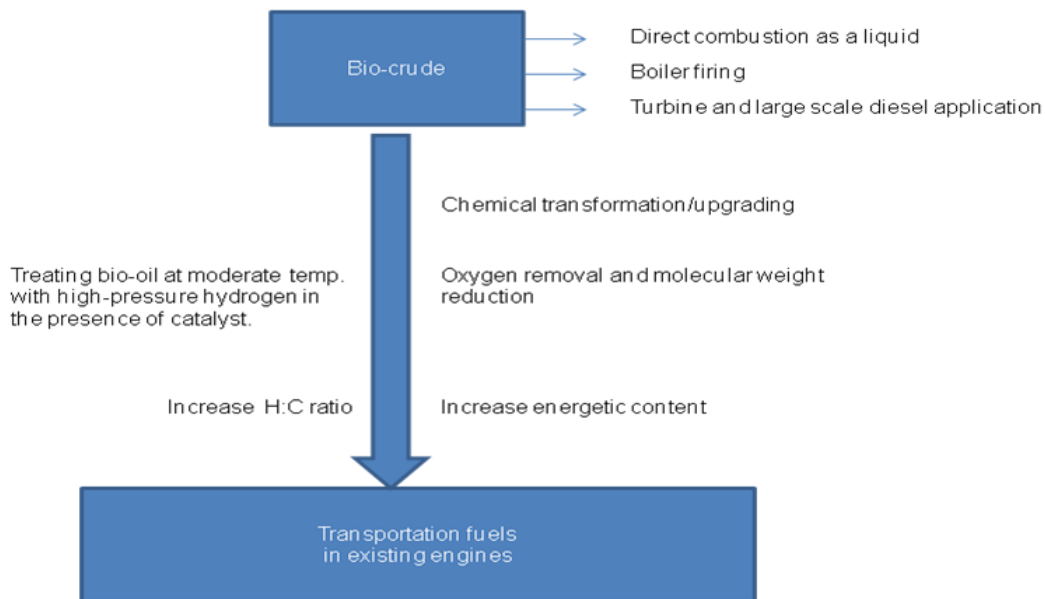 Bio-crude
Direct combustion as a liquid
Boiler firing
Turbine and large scale diesel application
Chemical transformation/upgrading
Treating bio-oil at moderate temp.
with high-pressure hydrogen in
the presence of catalyst.
Oxygen removal and molecular weight
reduction
Increase H:C ratio
Increase energetic content
Transportation fuels
in existing engines